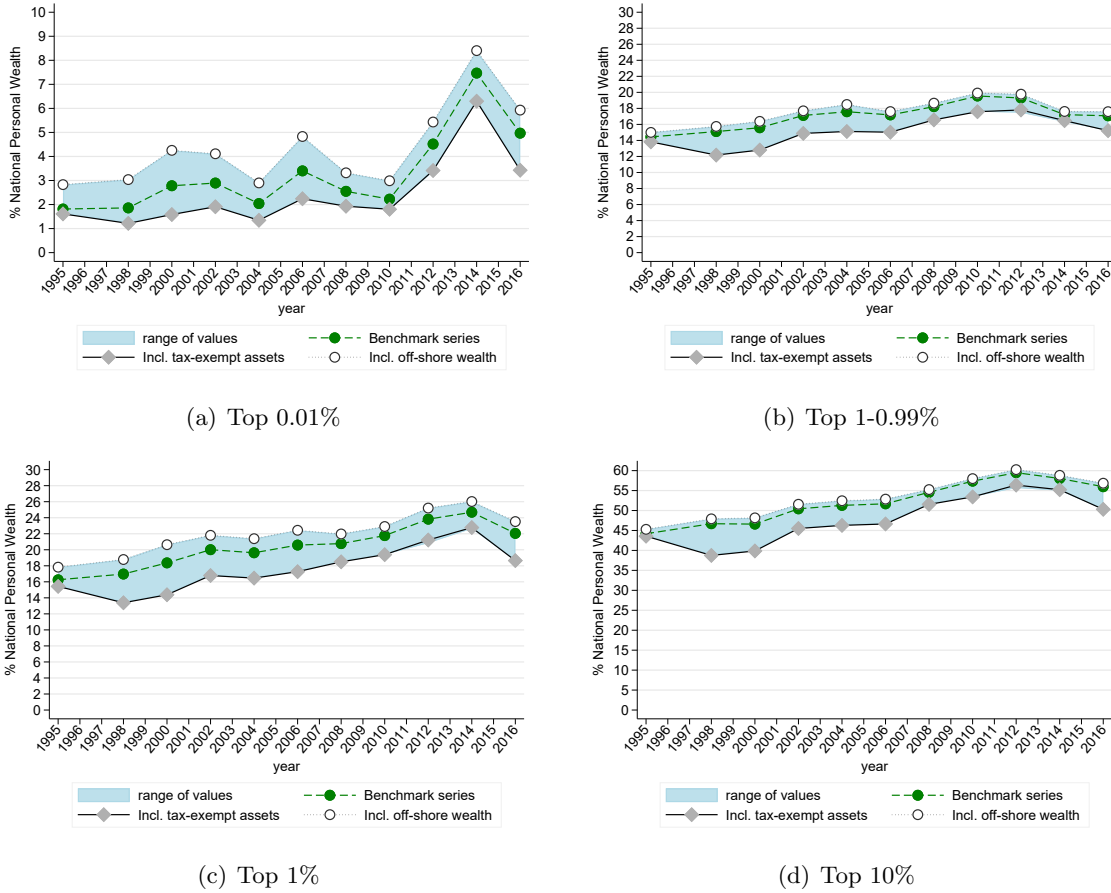 % National Personal Wealth
10
9
8
7
6
5
4
3
2
1
0
1995 1996 1997 1998 1999 2000 2001 2002 2003 2004 2005 2006 2007 2008 2009 2010 2011 2012 2013 2014 2015 2016
year
range of values Benchmark series
Incl. tax-exempt assets Incl. off-shore wealth
(a) Top 0.01%
% National Personal Wealth
30
28
26
24
22
20
18
16
14
12
10
8
6
4
2
0
1995 1996 1997 1998 1999 2000 2001 2002 2003 2004 2005 2006 2007 2008 2009 2010 2011 2012 2013 2014 2015 2016
year
range of values Benchmark series
Incl. tax-exempt assets Incl. off-shore wealth
(b) Top 1-0.99%
% National Personal Wealth
30
28
26
24
22
20
18
16
14
12
10
8
6
4
2
0
1995 1996 1997 1998 1999 2000 2001 2002 2003 2004 2005 2006 2007 2008 2009 2010 2011 2012 2013 2014 2015 2016
year
range of values Benchmark series
Incl. tax-exempt assets Incl. off-shore wealth
(c) Top 1%
% National Personal Wealth
60
55
50
45
40
35
30
25
20
15
10
5
0
1995 1996 1997 1998 1999 2000 2001 2002 2003 2004 2005 2006 2007 2008 2009 2010 2011 2012 2013 2014 2015 2016
year
range of values Benchmark series
Incl. tax-exempt assets Incl. off-shore wealth
(d) Top 10%